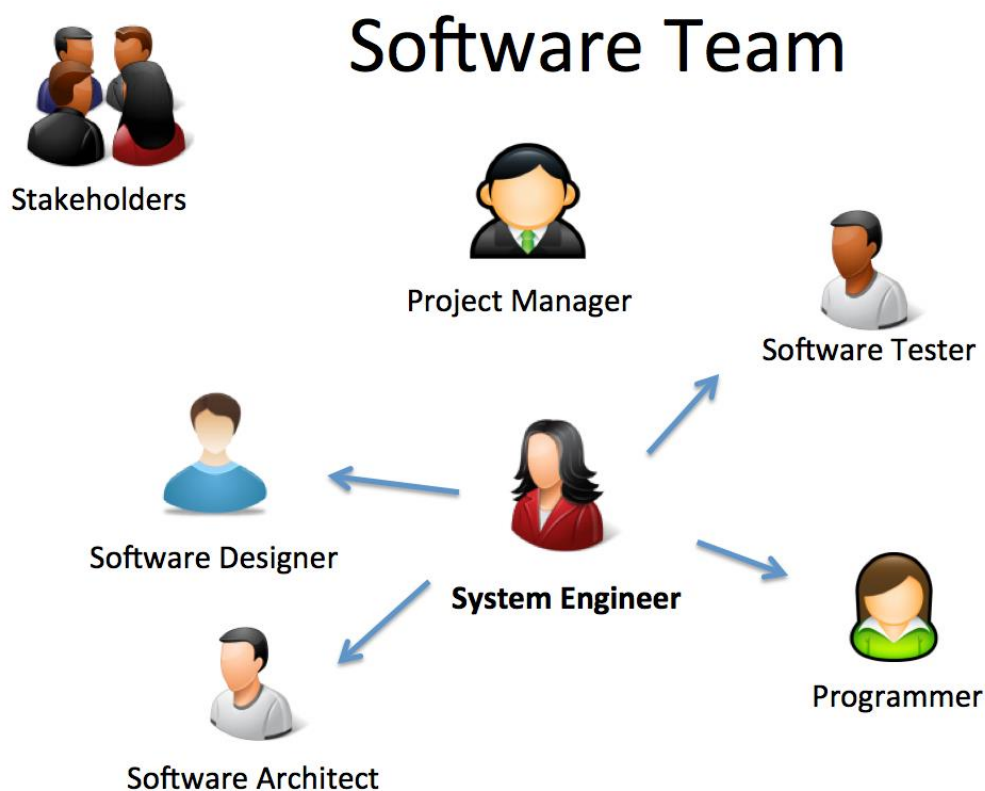 Software Team
Stakeholders
Project Manager
Software Tester
Software Designer
System Engineer
Programmer
Software Architect